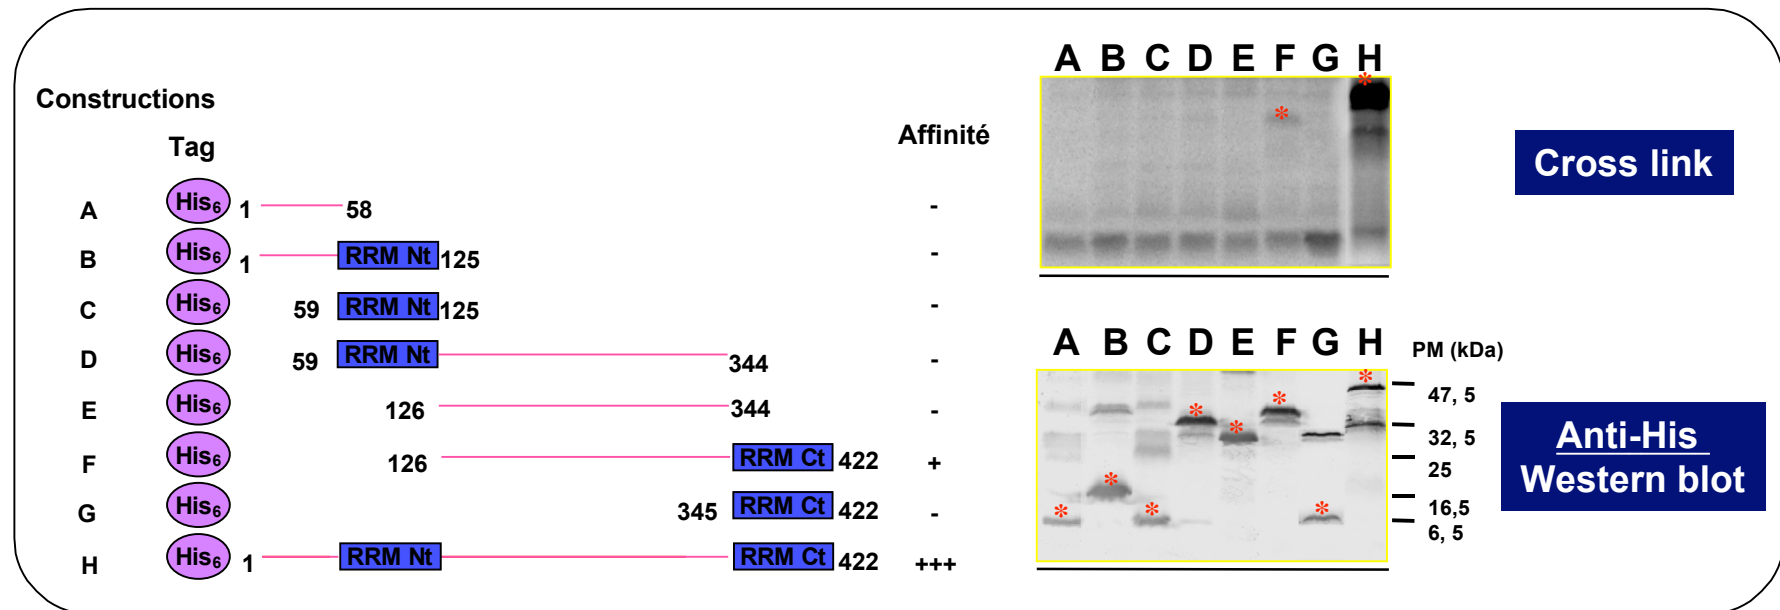 Constructions
Tag
Affinité
A His6 1 58 -
B His6 1 RRM Nt 125 -
C His6 59 RRM Nt 125 -
D His6 59 RRM Nt 344 -
E His6 126 344 -
F His6 126 RRM Ct 422 +
G His6 345 RRM Ct 422 -
H His6 1 RRM Nt RRM Ct 422 +++
A B C D E F G H
*
*
Cross link
A B C D E F G H
PM (kDa)
* * * * * * * *
47, 5
32, 5
25
16,5
6, 5
Anti-His
Western blot